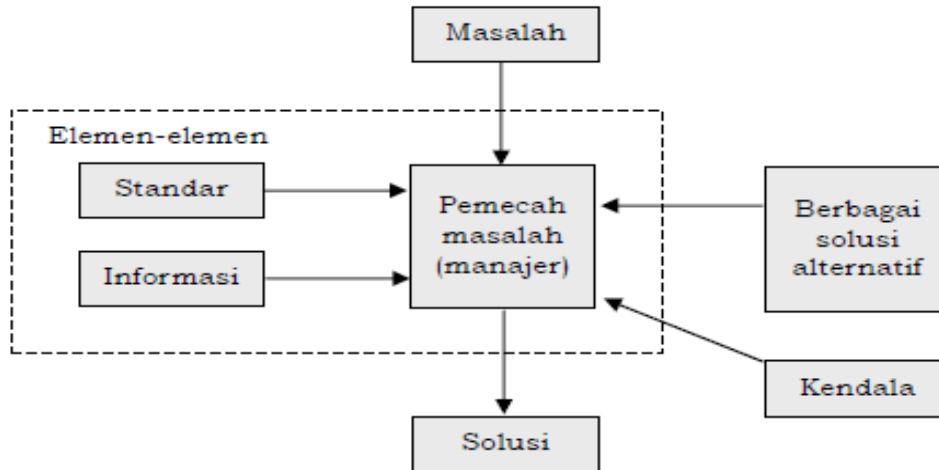 Masalah
Elemen-elemen
Standar
Informasi
Pemecah
masalah
(manajer)
Berbagai
solusi
alternatif
Kendala
Solusi